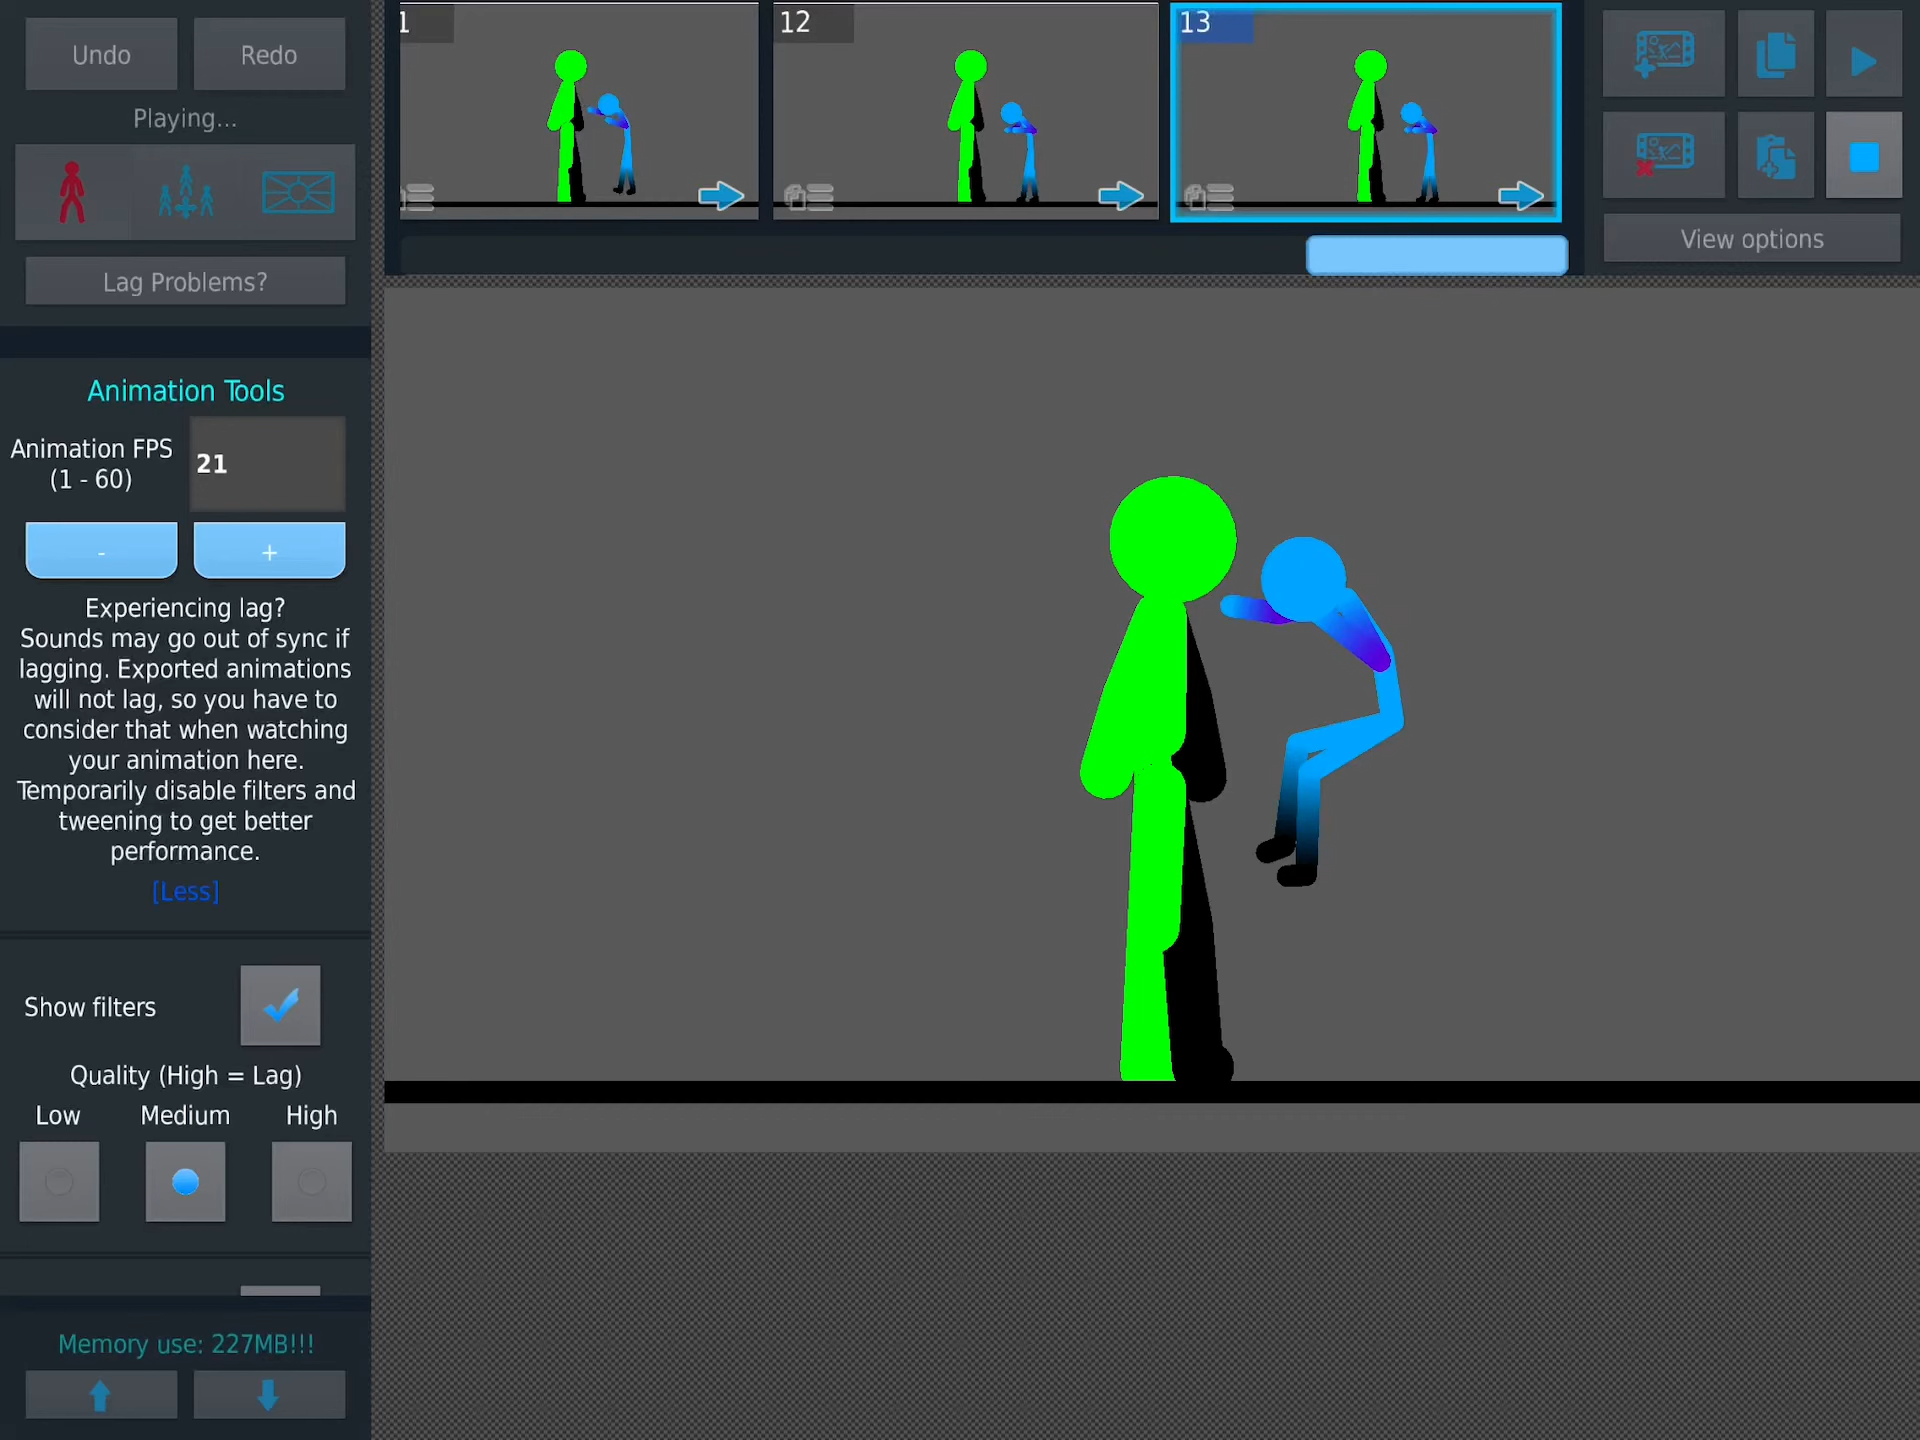 Undo
Redo
Playing...
Lag Problems?
1
12
13
View options
Animation Tools
Animation FPS
(1 - 60)
21
-
+
Experiencing lag?
Sounds may go out of sync if
lagging. Exported animations
will not lag, so you have to
consider that when watching
your animation here.
Temporarily disable filters and
tweening to get better
performance.
[Less]
Show filters
Quality (High = Lag)
Low
Medium
High
Memory use: 227MB!!!